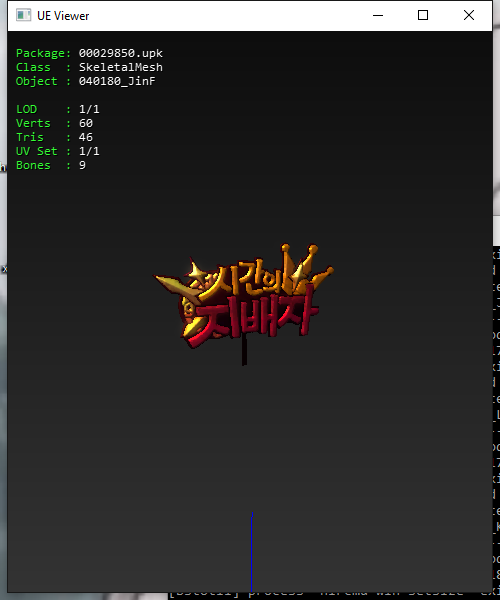 UE Viewer
Package: 00029850.upk
Class : SkeletalMesh
Object : 040180_JinF
LOD : 1/1
Verts : 60
Tris : 46
UV Set : 1/1
Bones : 9
시간의
지배자